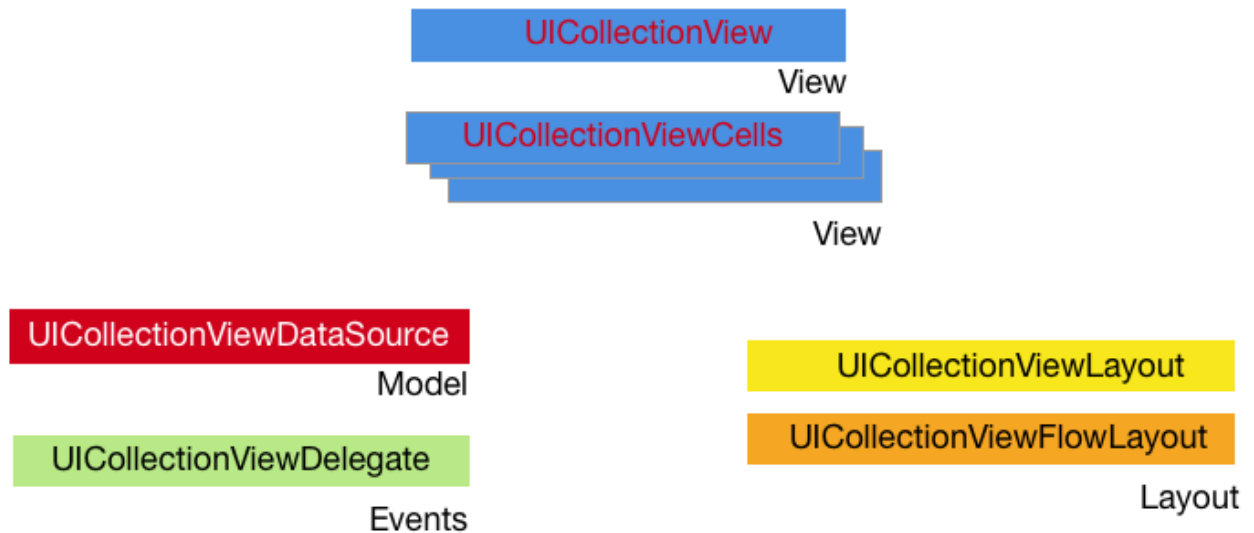 UICollectionView
View
UICollectionViewCells
View
UICollectionViewDataSource
Model
UICollectionViewDelegate
Events
UICollectionViewLayout
UICollectionViewFlowLayout
Layout